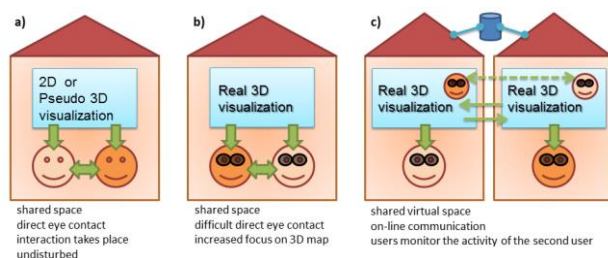 a)
2D or
Pseudo 3D
visualization
shared space
direct eye contact
interaction takes place
undisturbed
b)
Real 3D
visualization
shared space
difficult direct eye contact
increased focus on 3D map
c)
Real 3D
visualization
Real 3D
visualization
shared virtual space
on-line communication
users monitor the activity of the second user